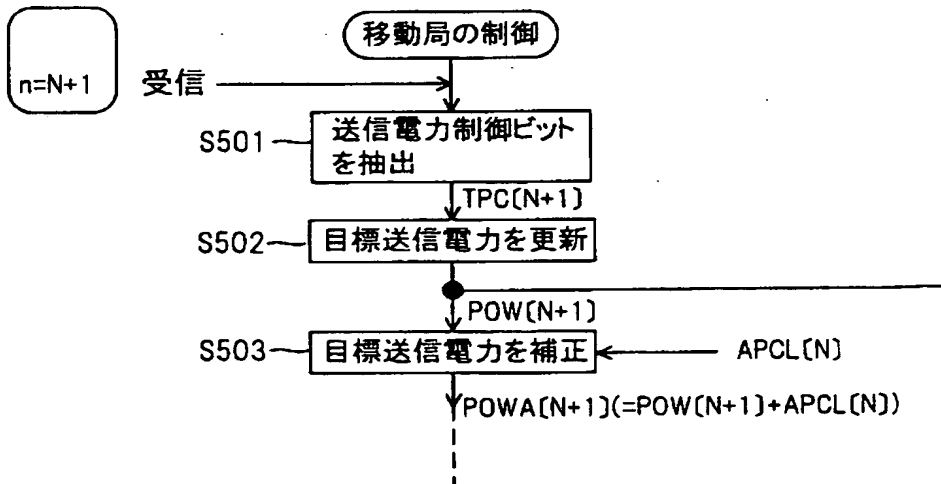 移動局の制御
n=N+1
受信
S501
送信電力制御ビット
を抽出
TPC[N+1]
S502
目標送信電力を更新
POW[N+1]
S503
目標送信電力を補正
APCL[N]
POWA[N+1](=POW[N+1]+APCL[N])